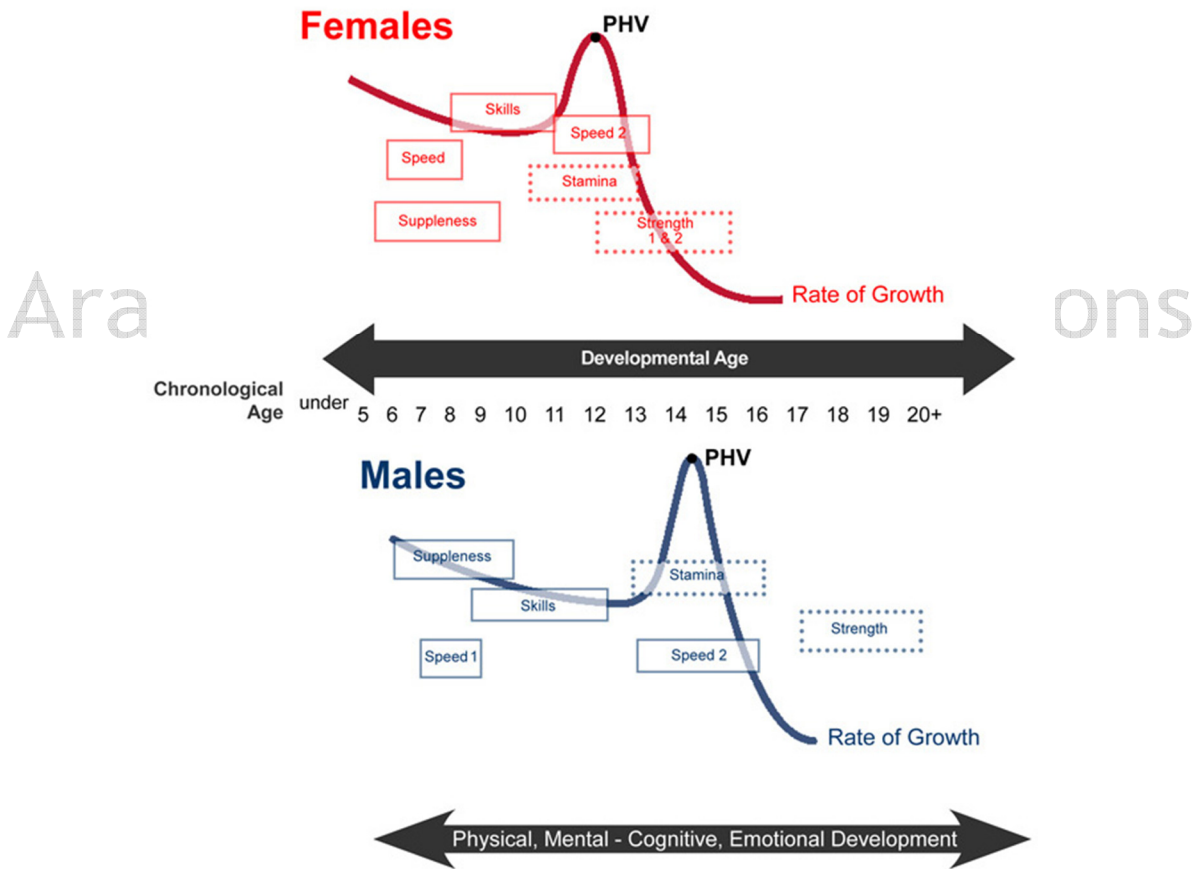 Females
PHV
Skills
Speed 2
Speed
Stamina
Suppleness
Strength
1 & 2
Rate of Growth
Ara
ons
Developmental Age
Chronological
Age
under 5 6 7 8 9 10 11 12 13 14 15 16 17 18 19 20+
PHV
Males
Suppleness
Stamina
Skills
Strength
Speed 1
Speed 2
Rate of Growth
Physical, Mental - Cognitive, Emotional Development